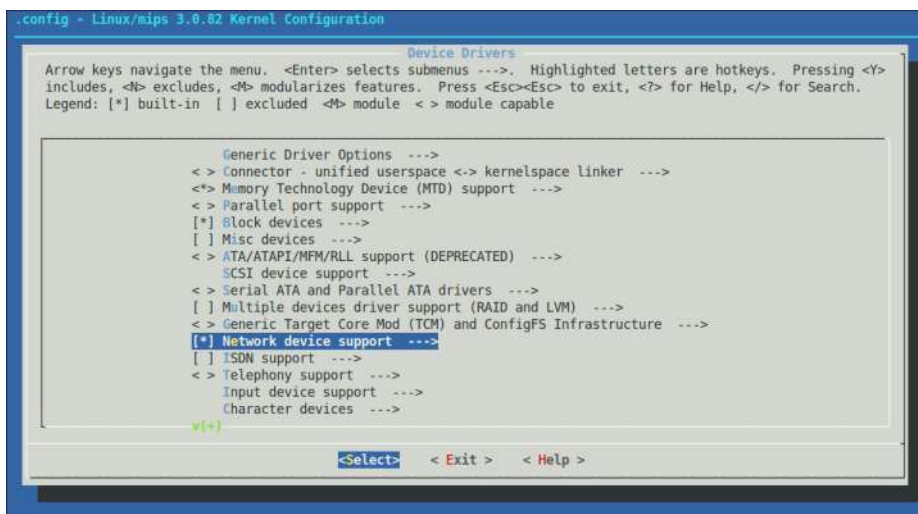 .config - Linux/mips 3.0.82 Kernel Configuration
Device Drivers
Arrow keys navigate the menu. <Enter> selects submenus --->. Highlighted letters are hotkeys. Pressing <Y>
includes, <N> excludes, <M> modularizes features. Press <Esc><Esc> to exit, <?> for Help, </> for Search.
Legend: [*] built-in [ ] excluded <M> module < > module capable
Generic Driver Options --->
< > Connector - unified userspace <-> kernelspace linker --->
<*> Memory Technology Device (MTD) support --->
< > Parallel port support --->
[*] Block devices --->
[ ] Misc devices --->
< > ATA/ATAPI/MFM/RLL support (DEPRECATED) --->
SCSI device support --->
< > Serial ATA and Parallel ATA drivers --->
[ ] Multiple devices driver support (RAID and LVM) --->
< > Generic Target Core Mod (TCM) and ConfigFS Infrastructure --->
[*] Network device support --->
[ ] ISDN support --->
< > Telephony support --->
Input device support --->
Character devices --->
v(+)
<Select> < Exit > < Help >